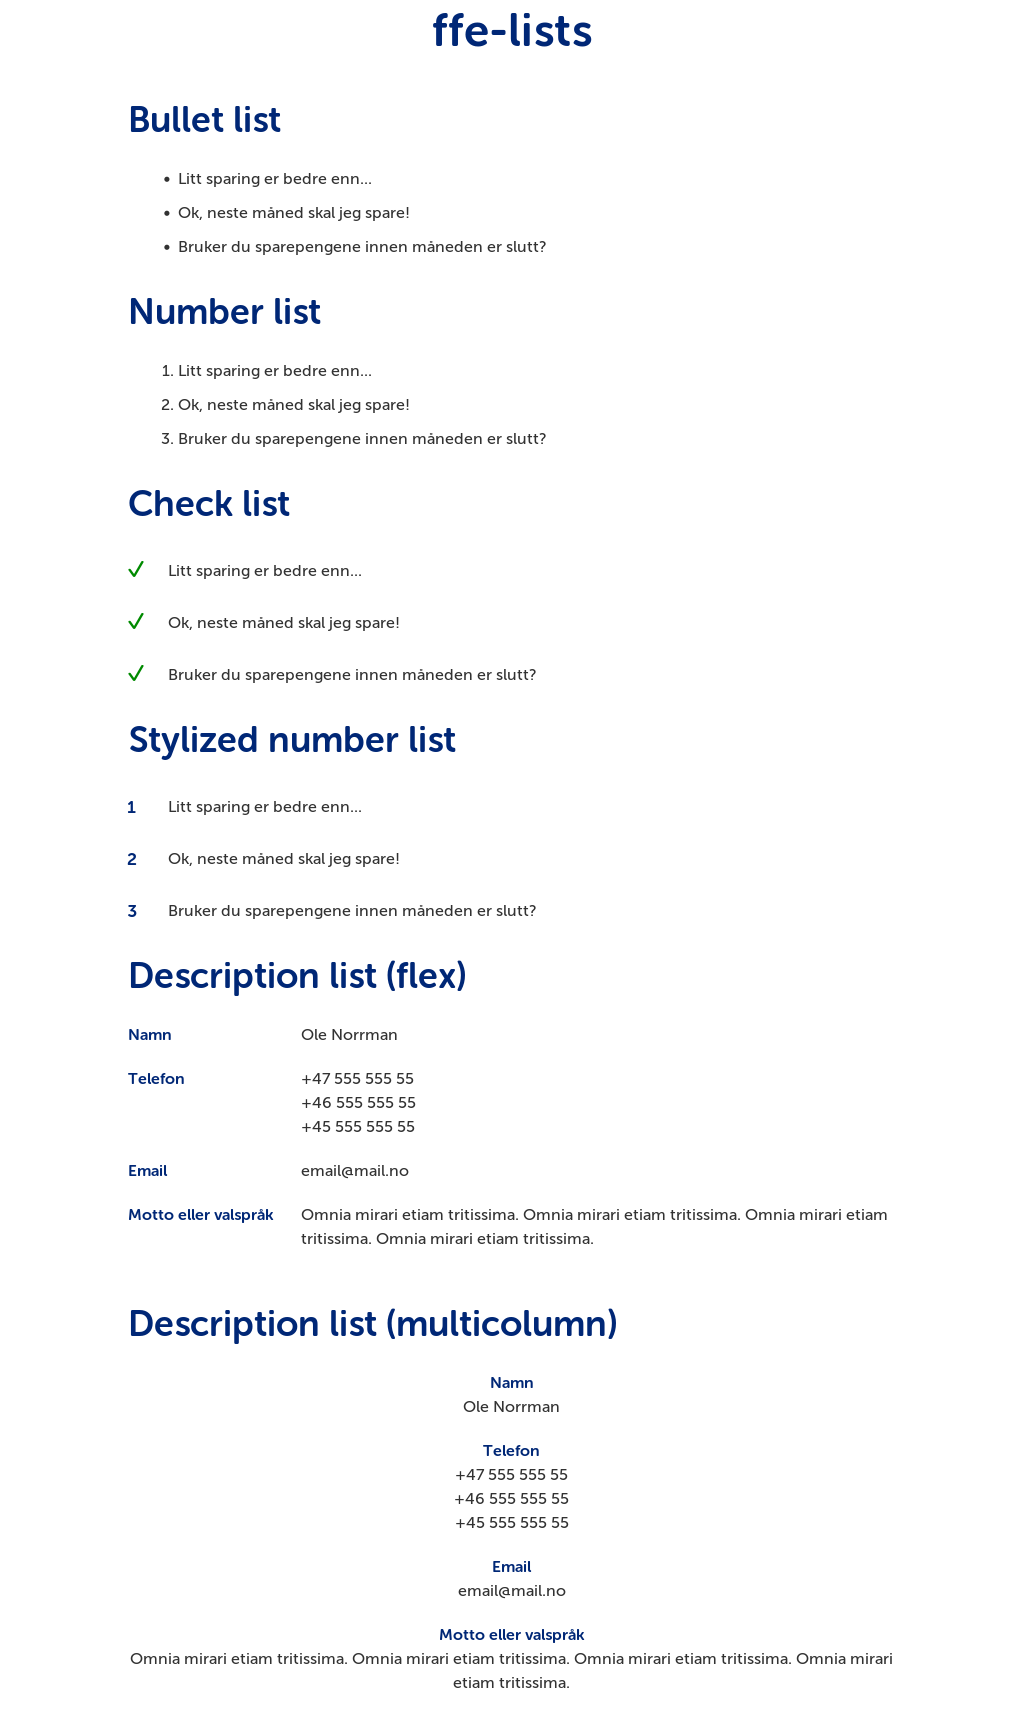 ffe-lists
Bullet list
• Litt sparing er bedre enn...
• Ok, neste måned skal jeg spare!
• Bruker du sparepengene innen måneden er slutt?
Number list
1. Litt sparing er bedre enn...
2. Ok, neste måned skal jeg spare!
3. Bruker du sparepengene innen måneden er slutt?
Check list
Litt sparing er bedre enn...
Ok, neste måned skal jeg spare!
Bruker du sparepengene innen måneden er slutt?
Stylized number list
1 Litt sparing er bedre enn...
2 Ok, neste måned skal jeg spare!
3 Bruker du sparepengene innen måneden er slutt?
Description list (flex)
Namn Ole Norrman
Telefon +47 555 555 55
+46 555 555 55
+45 555 555 55
Email email@mail.no
Motto eller valspråk Omnia mirari etiam tritissima. Omnia mirari etiam tritissima. Omnia mirari etiam
tritissima. Omnia mirari etiam tritissima.
Description list (multicolumn)
Namn
Ole Norrman
Telefon
+47 555 555 55
+46 555 555 55
+45 555 555 55
Email
email@mail.no
Motto eller valspråk
Omnia mirari etiam tritissima. Omnia mirari etiam tritissima. Omnia mirari etiam tritissima. Omnia mirari
etiam tritissima.